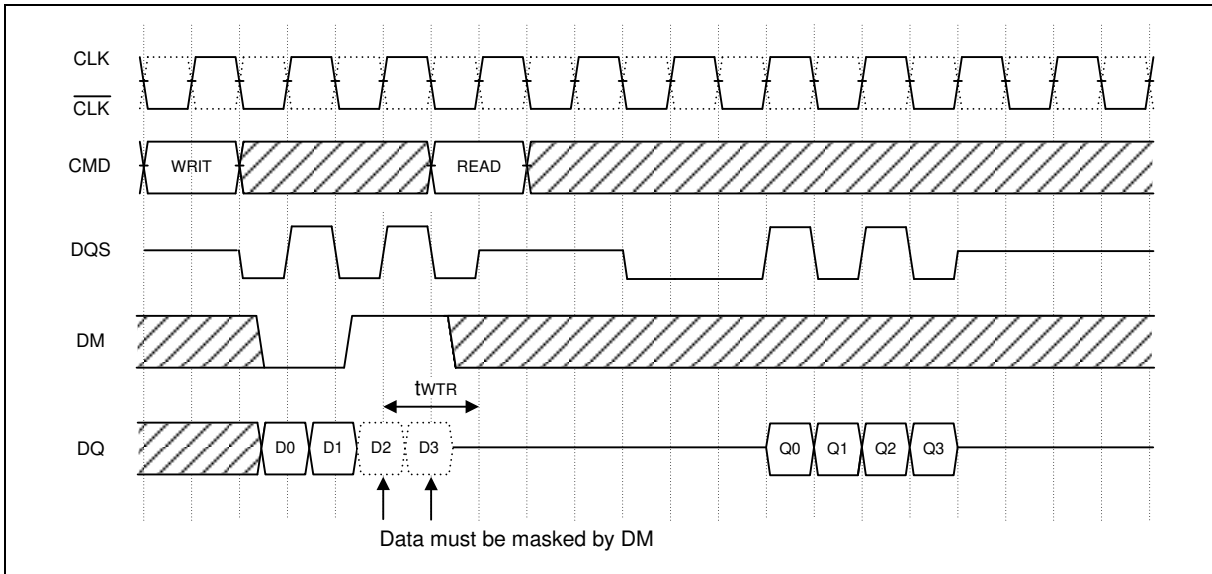 CLK
CLK
CMD WRIT READ
DQS
DM
tWTR
DQ D0 D1 D2 D3 Q0 Q1 Q2 Q3
Data must be masked by DM